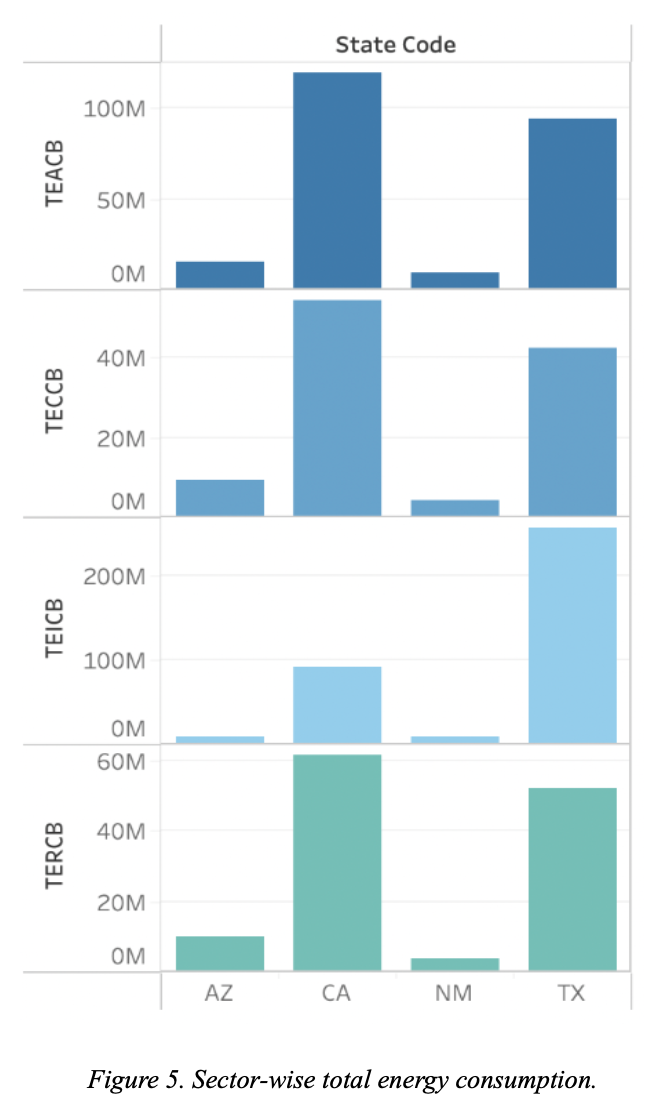 State Code
TEACB
100M
50M
0M
TECCB
40M
20M
0M
TEICB
200M
100M
0M
TERCB
60M
40M
20M
0M
AZ CA NM TX
Figure 5. Sector-wise total energy consumption.